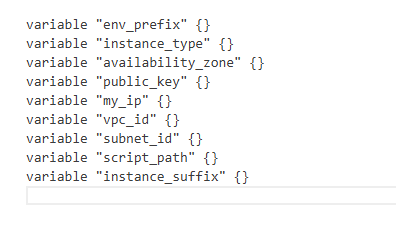 variable "env_prefix" {}
variable "instance_type" {}
variable "availability_zone" {}
variable "public_key" {}
variable "my_ip" {}
variable "vpc_id" {}
variable "subnet_id" {}
variable "script_path" {}
variable "instance_suffix" {}